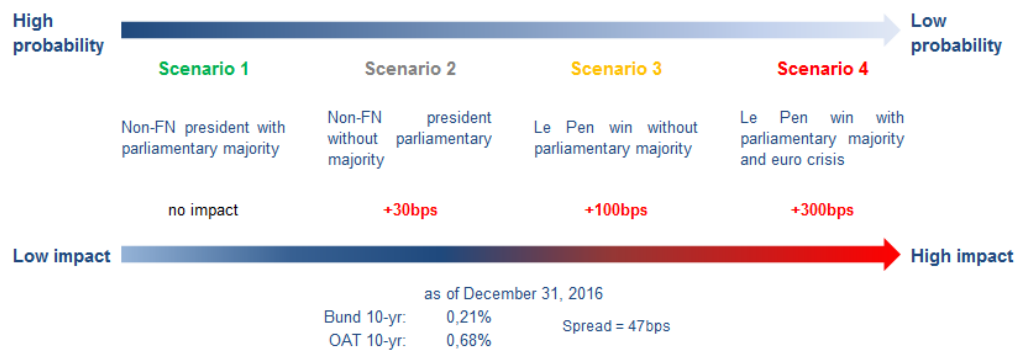 High
probability
Low
probability
Scenario 1
Scenario 2
Scenario 3
Scenario 4
Non-FN president with
parliamentary majority
Non-FN president
without parliamentary
majority
Le Pen win without
parliamentary majority
Le Pen win with
parliamentary majority
and euro crisis
no impact
+30bps
+100bps
+300bps
Low impact
High impact
as of December 31, 2016
Bund 10-yr: 0,21%
OAT 10-yr: 0,68%
Spread = 47bps